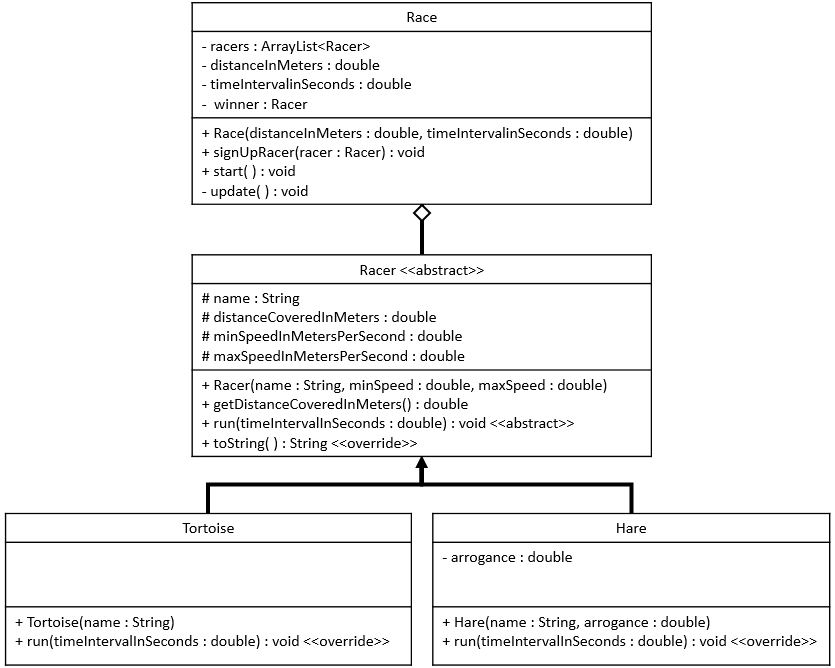 Race
- racers : ArrayList<Racer>
- distanceInMeters : double
- timeIntervalinSeconds : double
-  winner : Racer
+ Race(distanceInMeters : double, timeIntervalinSeconds : double)
+ signUpRacer(racer : Racer) : void
+ start( ) : void
- update( ) : void
Racer <<abstract>>
# name : String
# distanceCoveredInMeters : double
# minSpeedInMetersPerSecond : double
# maxSpeedInMetersPerSecond : double
+ Racer(name : String, minSpeed : double, maxSpeed : double)
+ getDistanceCoveredInMeters() : double
+ run(timeIntervalInSeconds : double) : void <<abstract>>
+ toString( ) : String <<override>>
Tortoise
+ Tortoise(name : String)
+ run(timeIntervalInSeconds : double) : void <<override>>
Hare
- arrogance : double
+ Hare(name : String, arrogance : double)
+ run(timeIntervalInSeconds : double) : void <<override>>